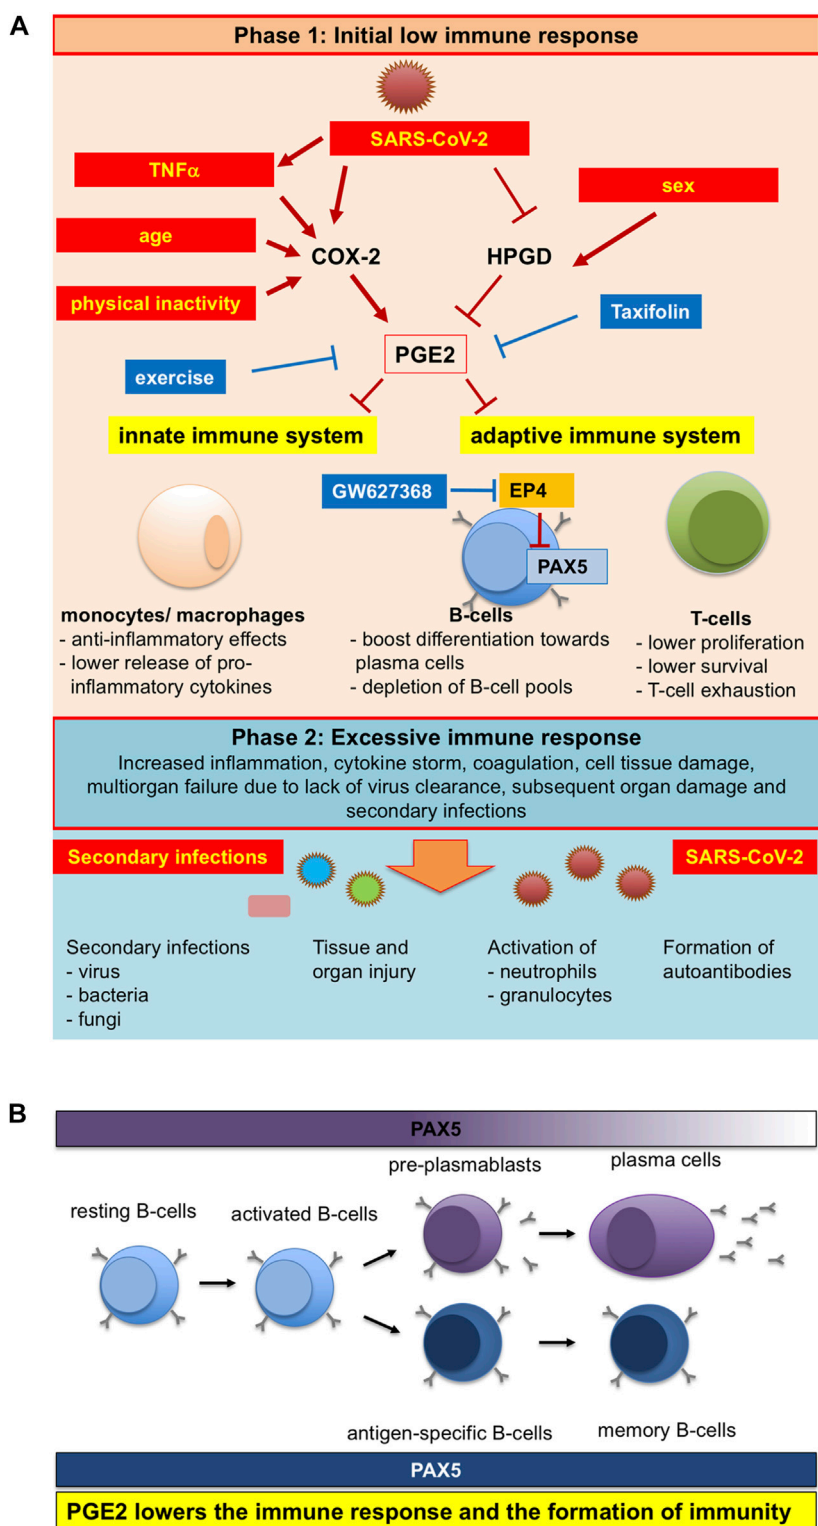 A
Phase 1: Initial low immune response
SARS-CoV-2
TNFα
sex
age
COX-2
HPGD
physical inactivity
Taxifolin
PGE2
exercise
innate immune system
adaptive immune system
GW627368
EP4
PAX5
monocytes/ macrophages
- anti-inflammatory effects
- lower release of pro-
inflammatory cytokines
B-cells
- boost differentiation towards
plasma cells
- depletion of B-cell pools
T-cells
- lower proliferation
- lower survival
- T-cell exhaustion
Phase 2: Excessive immune response
Increased inflammation, cytokine storm, coagulation, cell tissue damage,
multiorgan failure due to lack of virus clearance, subsequent organ damage and
secondary infections
Secondary infections
SARS-CoV-2
Secondary infections
- virus
- bacteria
- fungi
Tissue and
organ injury
Activation of
- neutrophils
- granulocytes
Formation of
autoantibodies
B
PAX5
pre-plasmablasts
plasma cells
resting B-cells
activated B-cells
antigen-specific B-cells
memory B-cells
PAX5
PGE2 lowers the immune response and the formation of immunity